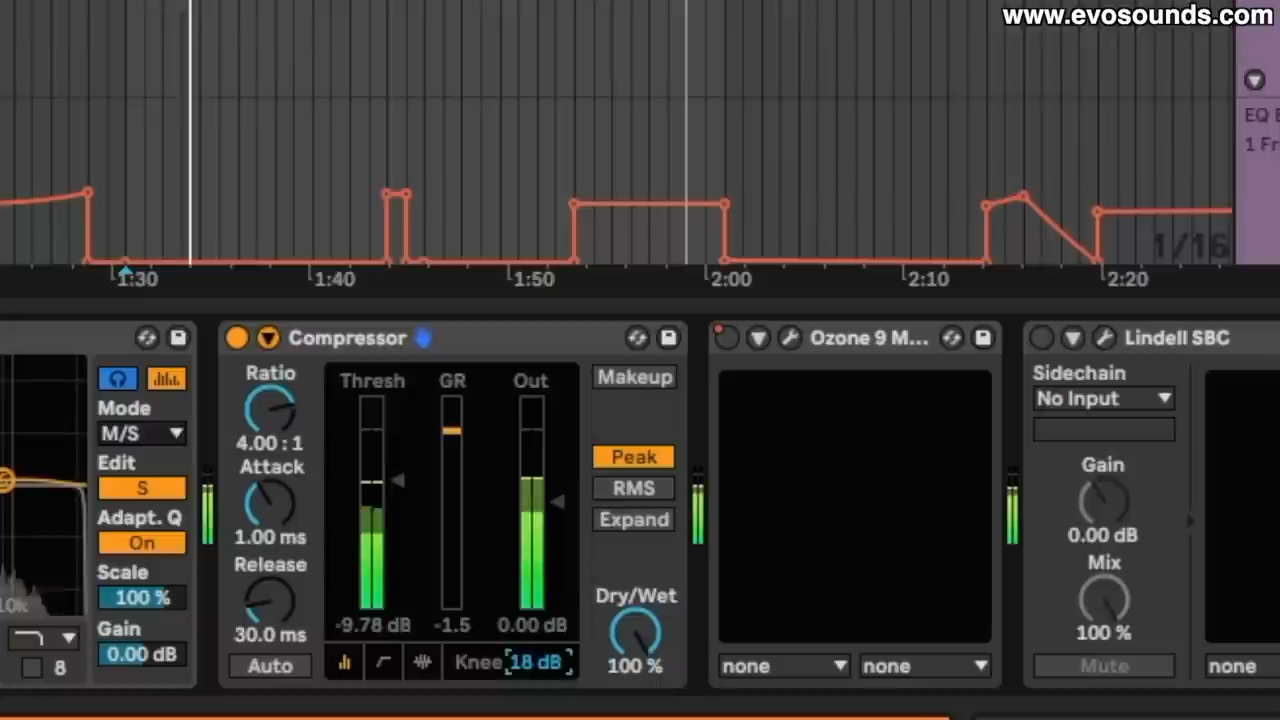 www.evosounds.com
EQ E
1 Fr
1/16
1:30
1:40
1:50
2:00
2:10
2:20
Mode
M/S
Edit
S
Adapt. Q
On
Scale
100 %
Gain
0.00 dB
10k
8
Compressor
Ratio
4.00 : 1
Attack
1.00 ms
Release
30.0 ms
Auto
Thresh
GR
Out
-9.78 dB
-1.5
0.00 dB
Knee
18 dB
Makeup
Peak
RMS
Expand
Dry/Wet
100 %
Ozone 9 M...
none
none
Lindell SBC
Sidechain
No Input
Gain
0.00 dB
Mix
100 %
Mute
none